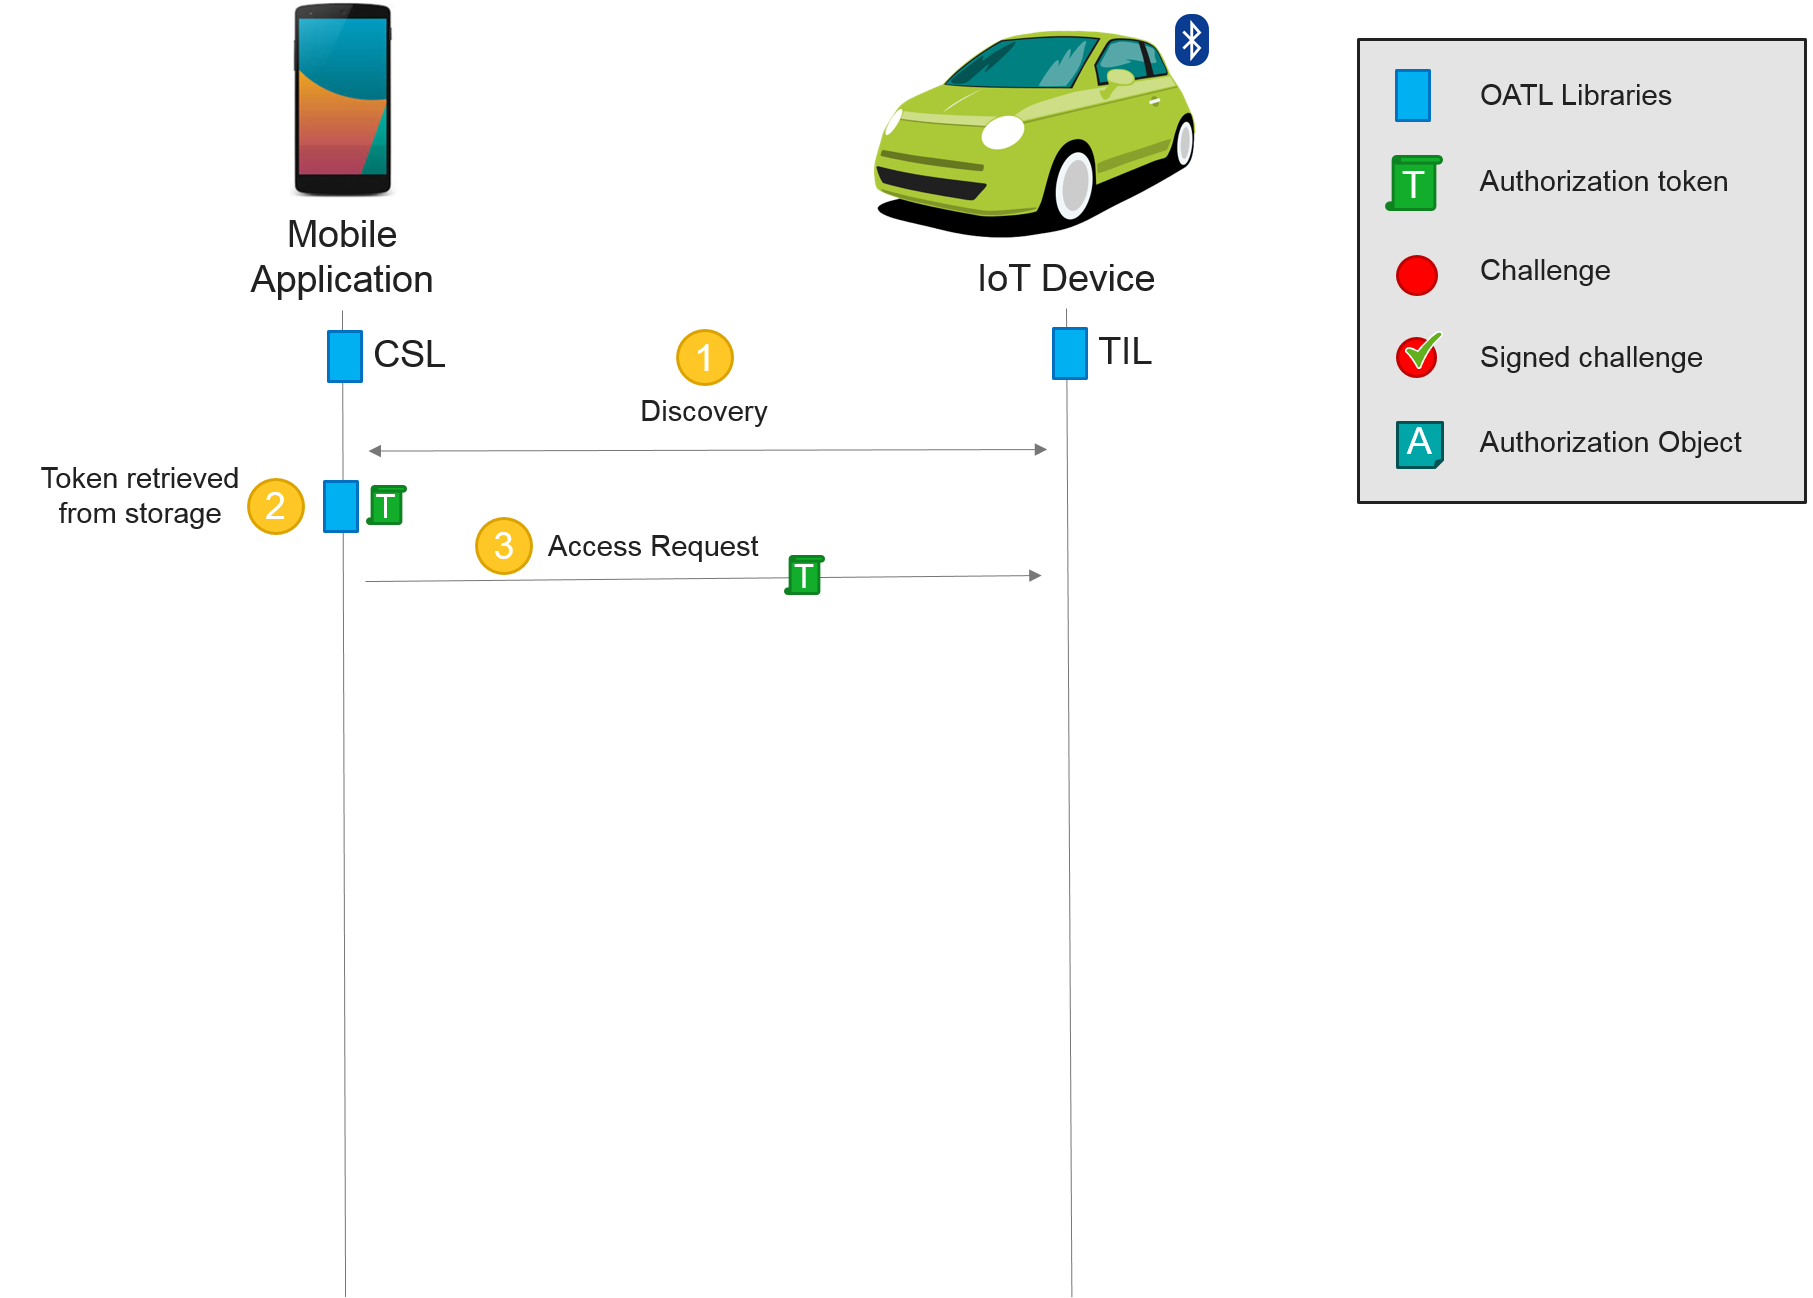 Mobile
Application
IoT Device
CSL
1
TIL
Discovery
Token retrieved
from storage
2
T
3
Access Request
T
OATL Libraries
T
Authorization token
Challenge
Signed challenge
A
Authorization Object